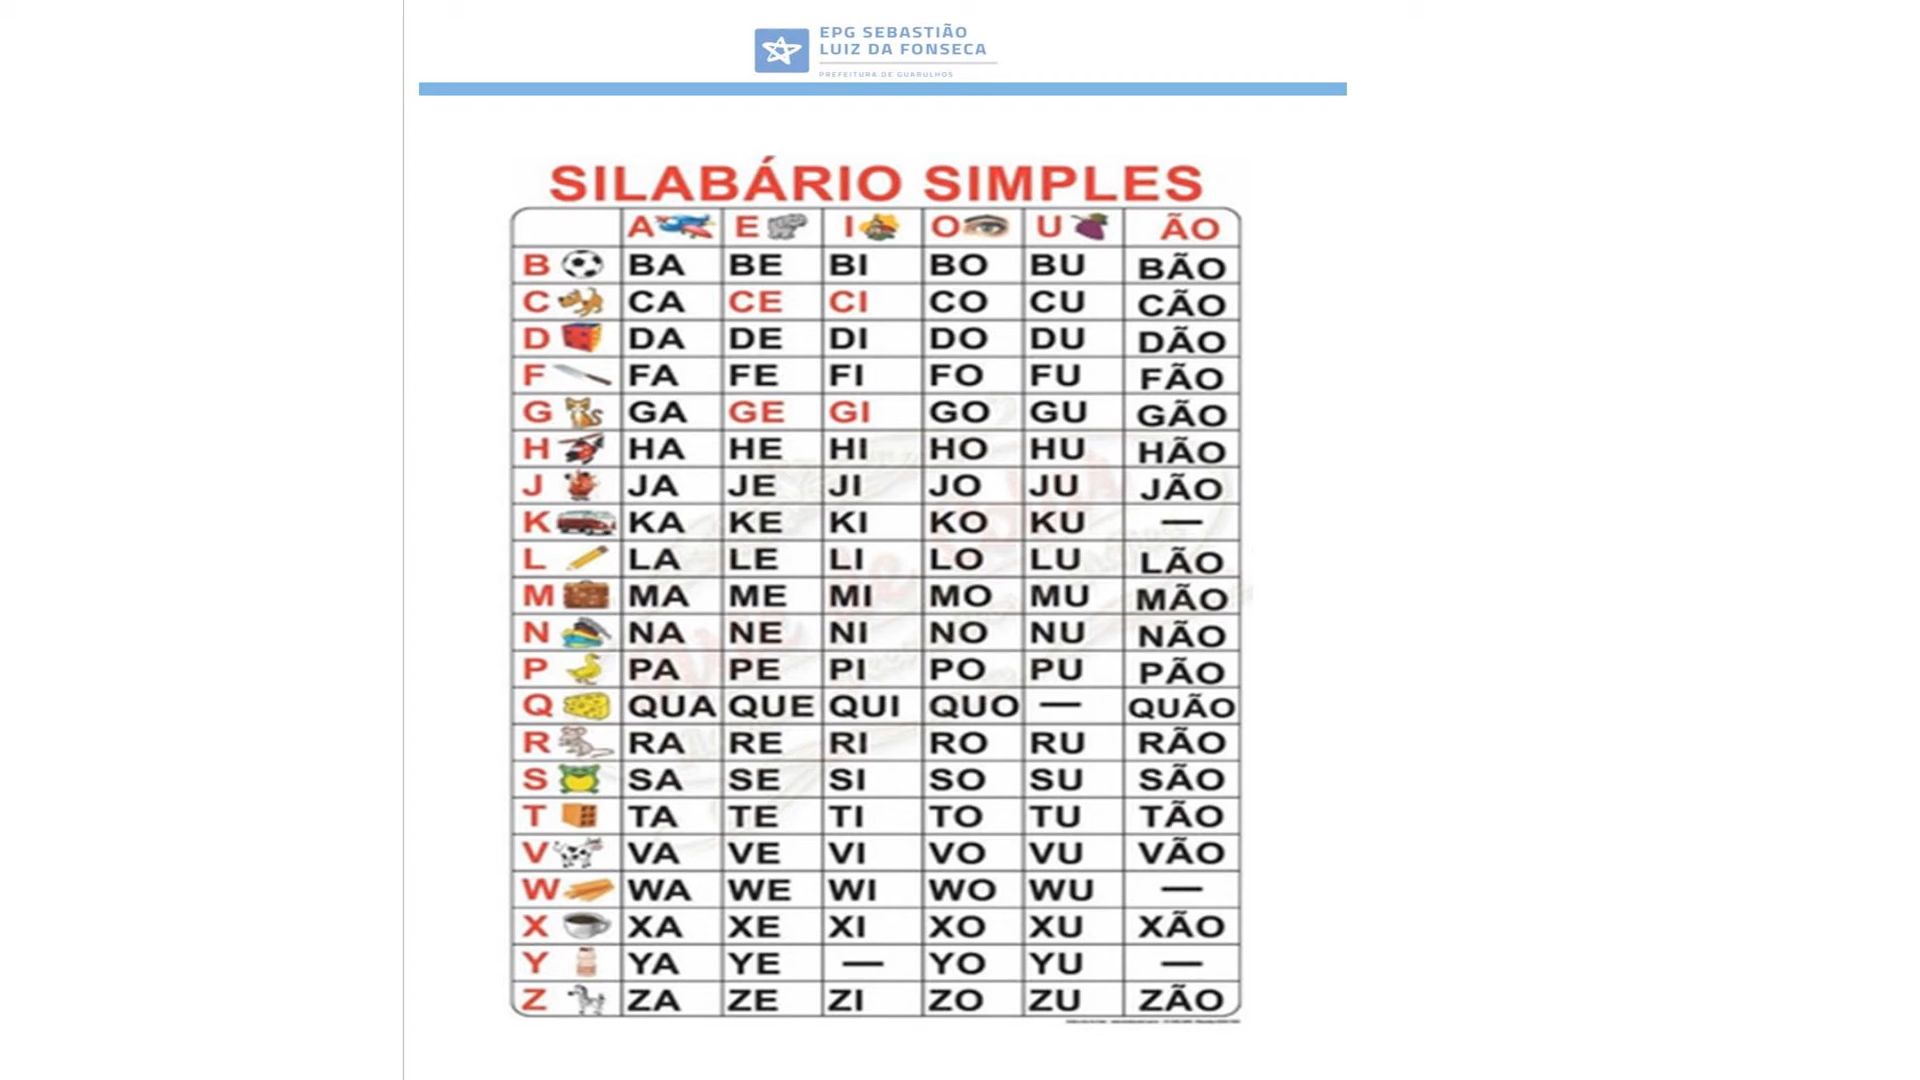 EPG SEBASTIÃO
LUIZ DA FONSECA
PREFEITURA DE GUARULHOS
SILABÁRIO SIMPLES
A E I O U ÃO
B BA BE BI BO BU BÃO
C CA CE CI CO CU CÃO
D DA DE DI DO DU DÃO
F FA FE FI FO FU FÃO
G GA GE GI GO GU GÃO
H HA HE HI HO HU HÃO
J JA JE JI JO JU JÃO
K KA KE KI KO KU —
L LA LE LI LO LU LÃO
M MA ME MI MO MU MÃO
N NA NE NI NO NU NÃO
P PA PE PI PO PU PÃO
Q QUA QUE QUI QUO — QUÃO
R RA RE RI RO RU RÃO
S SA SE SI SO SU SÃO
T TA TE TI TO TU TÃO
V VA VE VI VO VU VÃO
W WA WE WI WO WU —
X XA XE XI XO XU XÃO
Y YA YE — YO YU —
Z ZA ZE ZI ZO ZU ZÃO